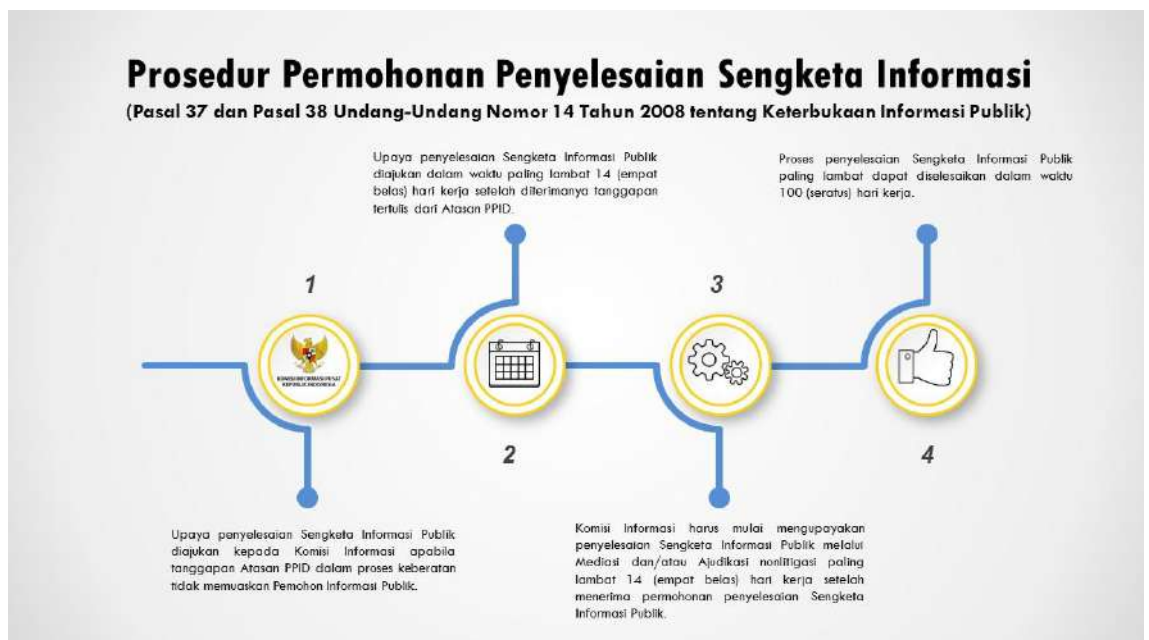 Prosedur Permohonan Penyelesaian Sengketa Informasi
(Pasal 37 dan Pasal 38 Undang-Undang Nomor 14 Tahun 2008 tentang Keterbukaan Informasi Publik)
1
KOMISI INFORMASI PUSAT
REPUBLIK INDONESIA
Upaya penyelesaian Sengketa Informasi Publik
diajukan kepada Komisi Informasi apabila
tanggapan Atasan PPID dalam proses keberatan
tidak memuaskan Pemohon Informasi Publik.
Upaya penyelesaian Sengketa Informasi Publik
diajukan dalam waktu paling lambat 14 (empat
belas) hari kerja setelah diterimanya tanggapan
tertulis dari Atasan PPID.
2
3
Komisi Informasi harus mulai mengupayakan
penyelesaian Sengketa Informasi Publik melalui
Mediasi dan/atau Ajudikasi nonlitigasi paling
lambat 14 (empat belas) hari kerja setelah
menerima permohonan penyelesaian Sengketa
Informasi Publik.
Proses penyelesaian Sengketa Informasi Publik
paling lambat dapat diselesaikan dalam waktu
100 (seratus) hari kerja.
4